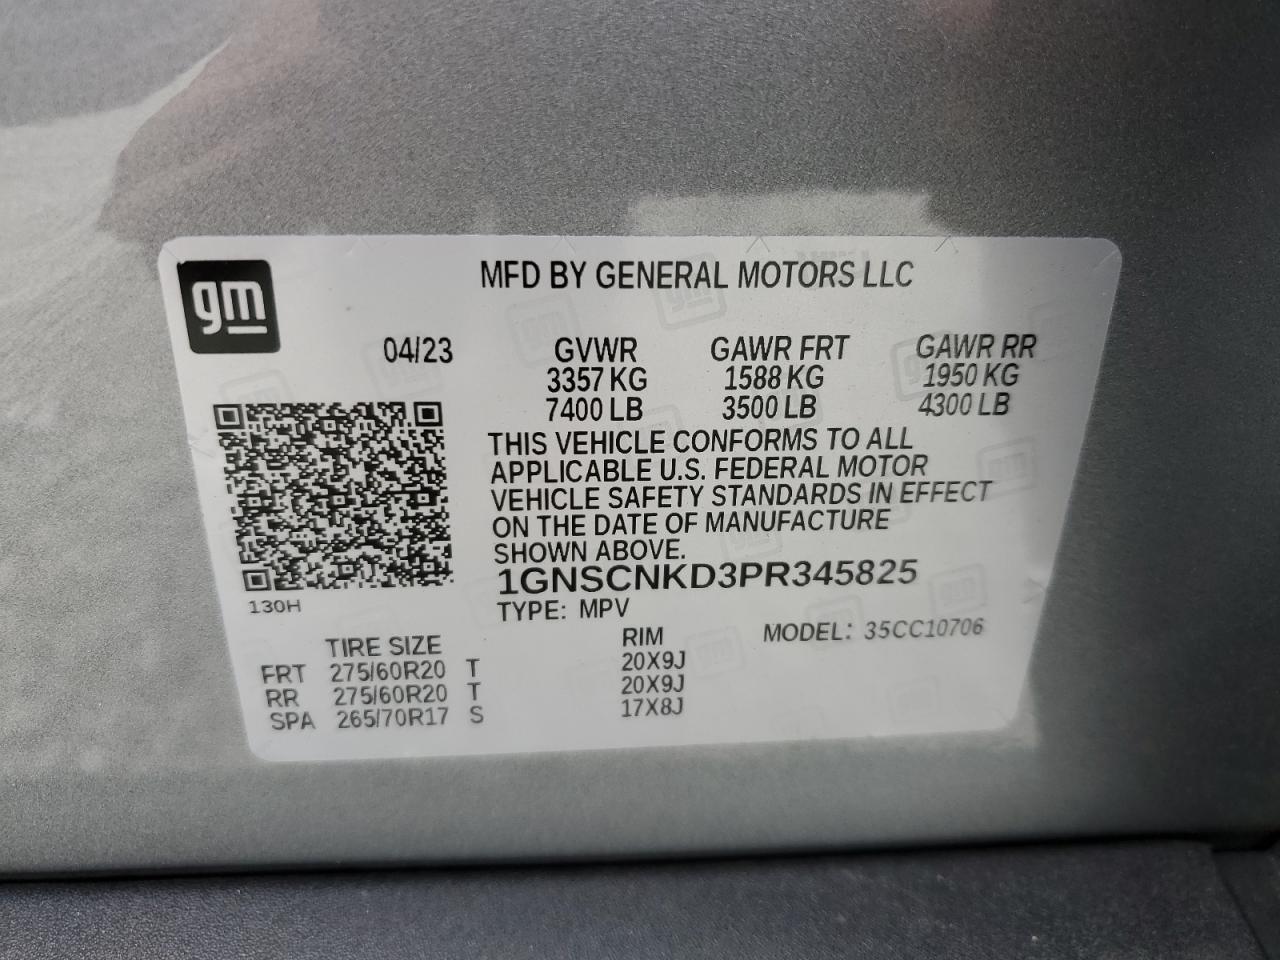 gm
MFD BY GENERAL MOTORS LLC
04/23 GVWR GAWR FRT GAWR RR
3357 KG 1588 KG 1950 KG
7400 LB 3500 LB 4300 LB
THIS VEHICLE CONFORMS TO ALL
APPLICABLE U.S. FEDERAL MOTOR
VEHICLE SAFETY STANDARDS IN EFFECT
ON THE DATE OF MANUFACTURE
SHOWN ABOVE.
1GNSCNKD3PR345825
130H
TYPE: MPV
MODEL: 35CC10706
TIRE SIZE RIM
FRT 275/60R20 T 20X9J
RR 275/60R20 T 20X9J
SPA 265/70R17 S 17X8J